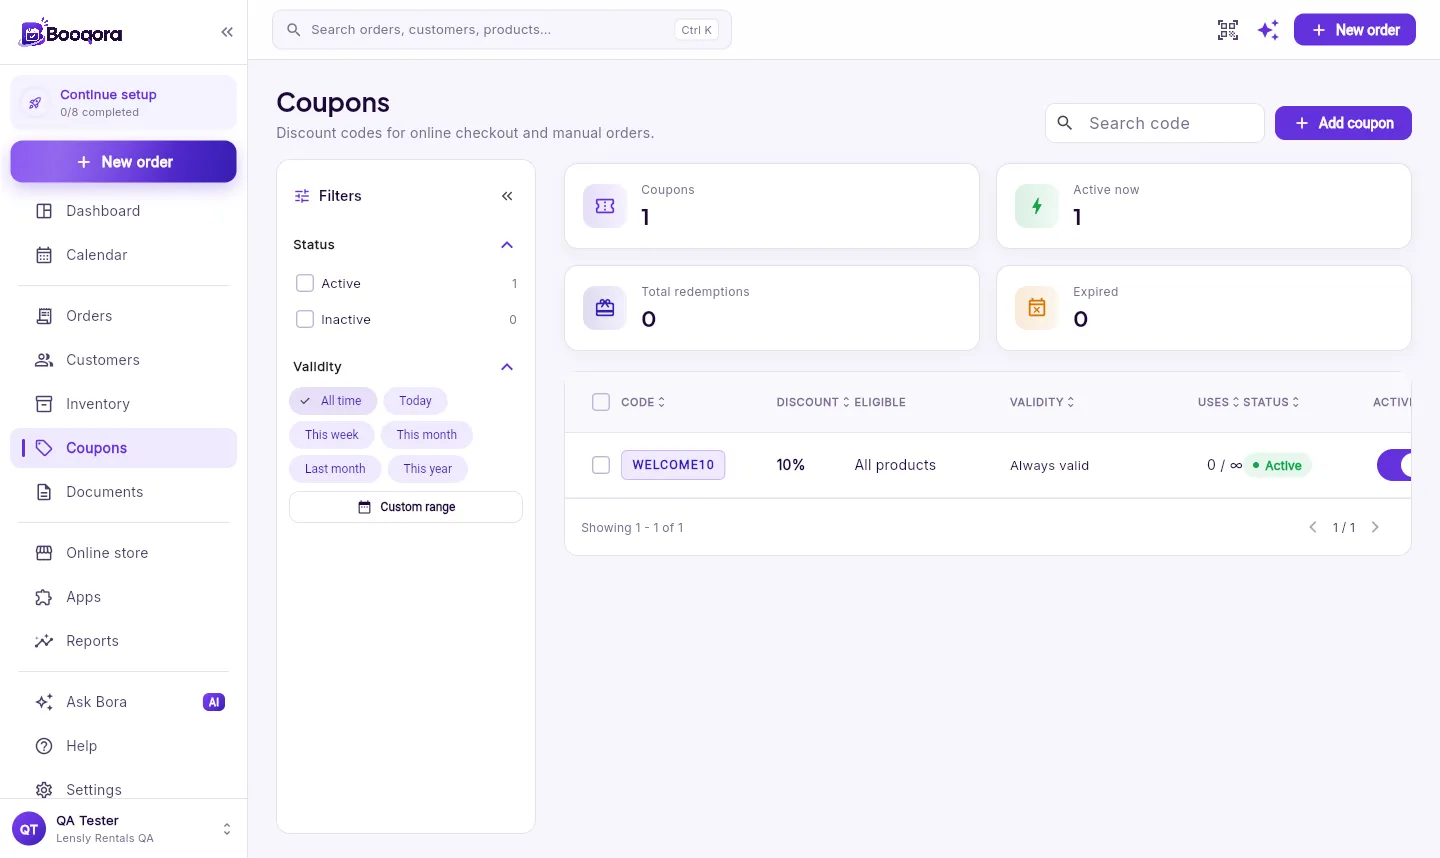 Booqora
Search orders, customers, products...
Ctrl K
New order
Continue setup
0/8 completed
New order
Dashboard
Calendar
Orders
Customers
Inventory
Coupons
Documents
Online store
Apps
Reports
Ask Bora
AI
Help
Settings
QT
QA Tester
Lensly Rentals QA
Coupons
Discount codes for online checkout and manual orders.
Search code
Add coupon
Filters
Status
Active 1
Inactive 0
Validity
All time Today
This week This month
Last month This year
Custom range
Coupons
1
Active now
1
Total redemptions
0
Expired
0
CODE DISCOUNT ELIGIBLE VALIDITY USES STATUS
WELCOME10 10% All products Always valid 0 / ∞ Active
Showing 1 - 1 of 1
1 / 1